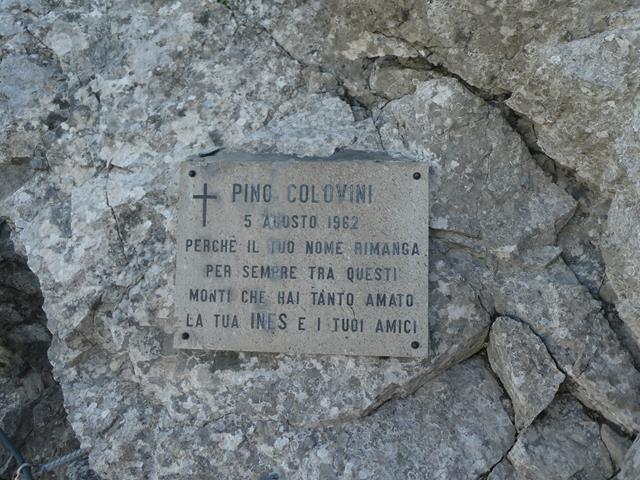 PINO COLOVINI
5 AGOSTO 1962
PERCHÈ IL TUO NOME RIMANGA
PER SEMPRE TRA QUESTI
MONTI CHE HAI TANTO AMATO
LA TUA INES E I TUOI AMICI